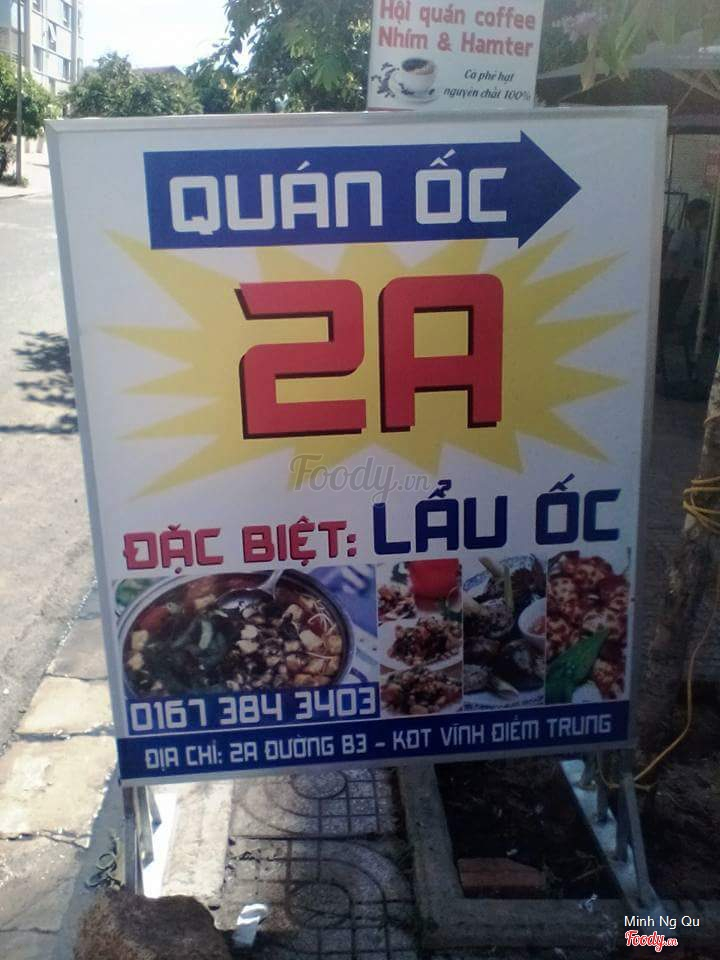 Hội quán coffee
Nhím & Hamter
Cà phê hạt
nguyên chất 100%
QUÁN ỐC
2A
Foody.vn
ĐẶC BIỆT: LẨU ỐC
0167 384 3403
ĐỊA CHỈ: 2A ĐƯỜNG B3 - KĐT VĨNH ĐIỀM TRUNG
Minh Ng Qu
Foody.vn